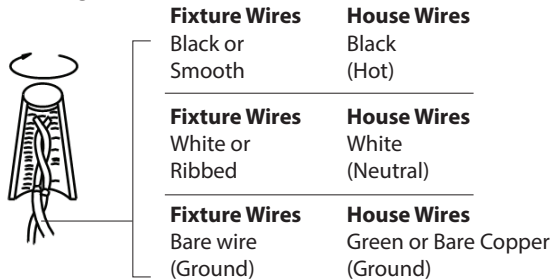 Fixture Wires House Wires
Black or Black
Smooth (Hot)
Fixture Wires House Wires
White or White
Ribbed (Neutral)
Fixture Wires House Wires
Bare wire Green or Bare Copper
(Ground) (Ground)